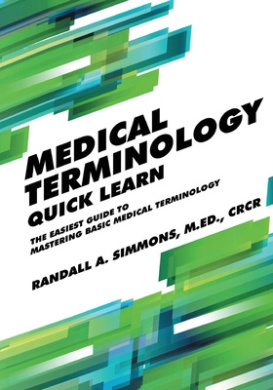 MEDICAL
TERMINOLOGY
QUICK LEARN
THE EASIEST GUIDE TO
MASTERING BASIC MEDICAL TERMINOLOGY
RANDALL A. SIMMONS, M.ED., CRCR